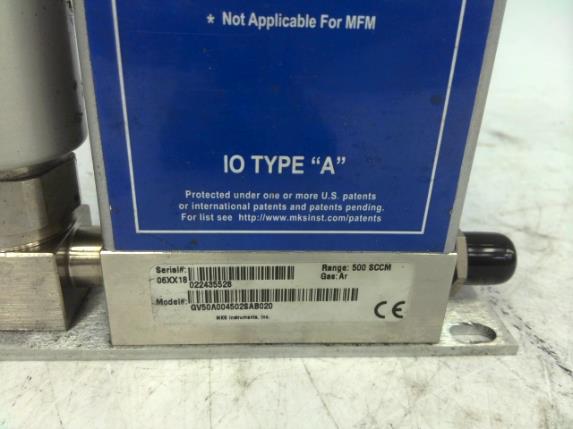 * Not Applicable For MFM
IO TYPE "A"
Protected under one or more U.S. patents
or international patents and patents pending.
For list see http://www.mksinst.com/patents
Serial#:
06XX18
022435528
Range: 500 SCCM
Gas: Ar
Model#:
GV50A004502SAB020
MKS Instruments, Inc.
CE